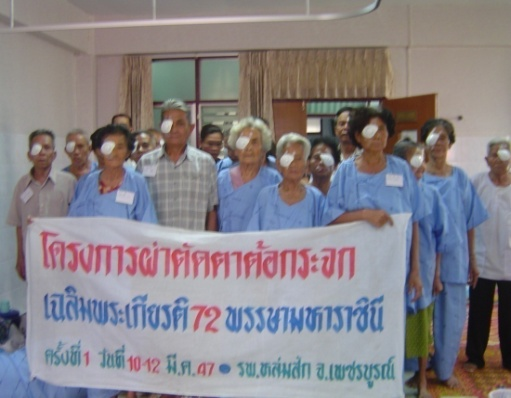 โครงการผ่าตัดตาต้อกระจก
เฉลิมพระเกียรติ 72 พรรษามหาราชินี
ครั้งที่ 1 วันที่ 10-12 มี.ค. 47 • รพ.หล่มสัก จ.เพชรบูรณ์